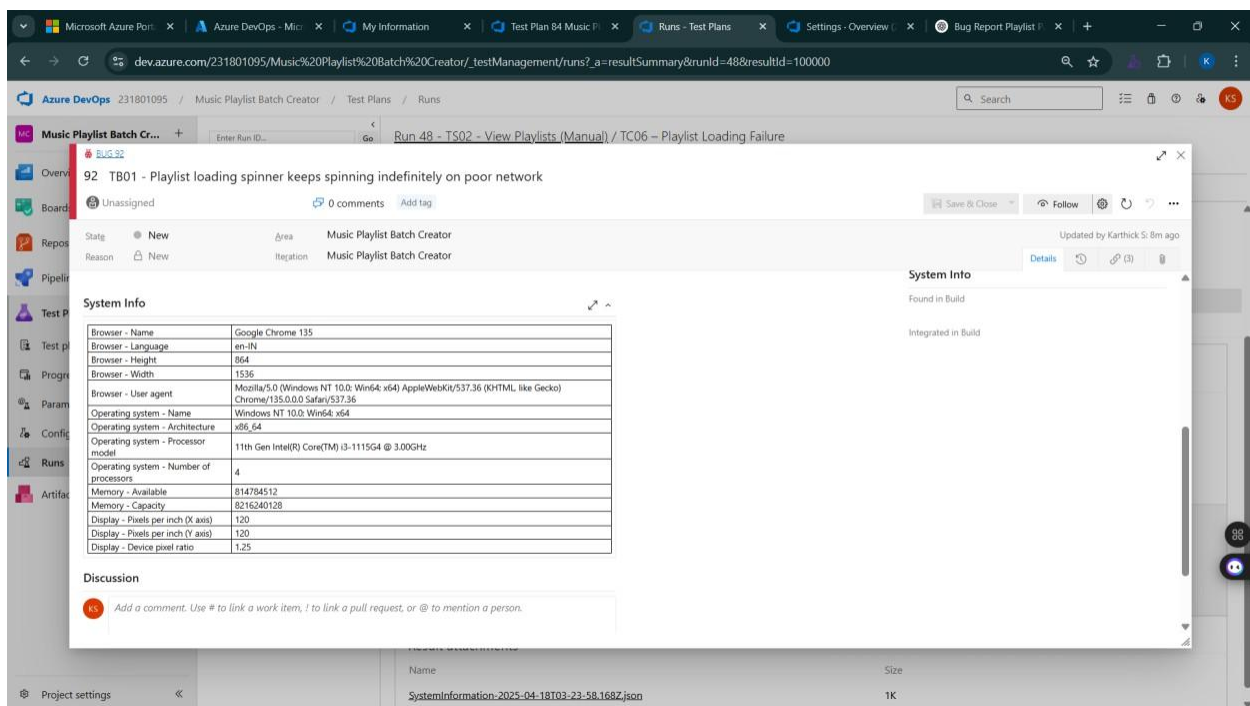 Microsoft Azure Port
Azure DevOps - Micr
My Information
Test Plan 84 Music Pl
Runs - Test Plans
Settings · Overview (
Bug Report Playlist F
dev.azure.com/231801095/Music%20Playlist%20Batch%20Creator/_testManagement/runs?_a=resultSummary&runId=48&resultId=100000
K
Azure DevOps 231801095 / Music Playlist Batch Creator / Test Plans / Runs
Search
KS
MC Music Playlist Batch Cr... +
Enter Run ID...
Go
Run 48 - TS02 - View Playlists (Manual) / TC06 – Playlist Loading Failure
Overv
Board
Repos
Pipelin
Test P
Test pl
Progre
Param
Config
Runs
Artifac
Project settings
BUG 92
92 TB01 - Playlist loading spinner keeps spinning indefinitely on poor network
Unassigned
0 comments
Add tag
Save & Close
Follow
State New
Area Music Playlist Batch Creator
Updated by Karthick S: 8m ago
Reason New
Iteration Music Playlist Batch Creator
Details
(3)
System Info
Browser - Name Google Chrome 135
Browser - Language en-IN
Browser - Height 864
Browser - Width 1536
Browser - User agent Mozilla/5.0 (Windows NT 10.0; Win64; x64) AppleWebKit/537.36 (KHTML, like Gecko)
Chrome/135.0.0.0 Safari/537.36
Operating system - Name Windows NT 10.0; Win64; x64
Operating system - Architecture x86_64
Operating system - Processor
model 11th Gen Intel(R) Core(TM) i3-1115G4 @ 3.00GHz
Operating system - Number of
processors 4
Memory - Available 814784512
Memory - Capacity 8216240128
Display - Pixels per inch (X axis) 120
Display - Pixels per inch (Y axis) 120
Display - Device pixel ratio 1.25
System Info
Found in Build
Integrated in Build
Discussion
KS
Add a comment. Use # to link a work item, ! to link a pull request, or @ to mention a person.
Result attachments
Name Size
SystemInformation-2025-04-18T03-23-58.168Z.json 1K